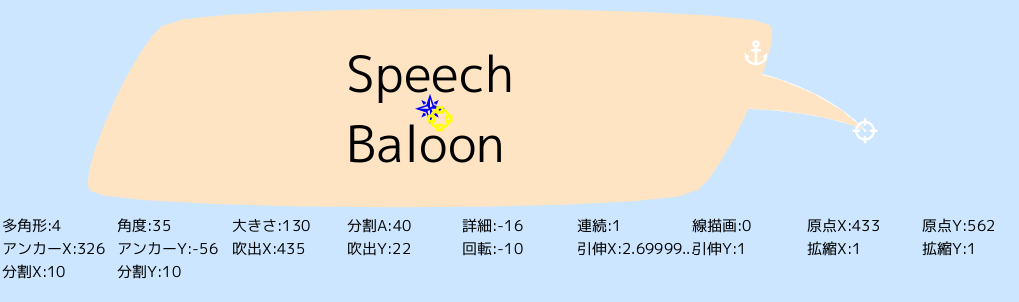 Speech
Baloon
多角形:4 角度:35 大きさ:130 分割A:40 詳細:-16 連続:1 線描画:0 原点X:433 原点Y:562
アンカーX:326 アンカーY:-56 吹出X:435 吹出Y:22 回転:-10 引伸X:2.69999... 引伸Y:1 拡縮X:1 拡縮Y:1
分割X:10 分割Y:10